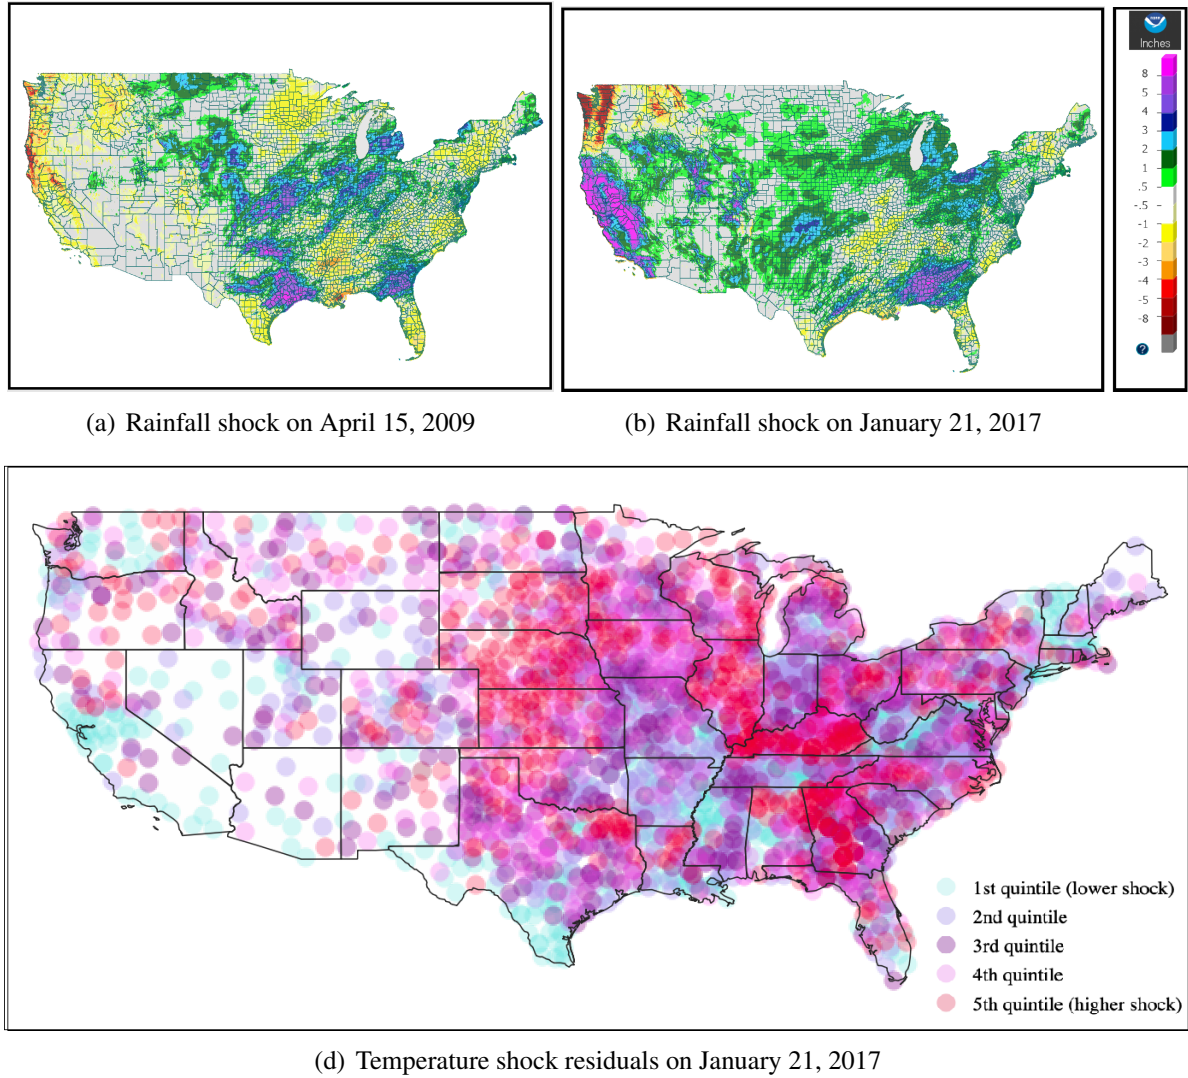 Inches
8
5
4
3
2
1
.5
-.5
-1
-2
-3
-4
-5
-8
?
(a) Rainfall shock on April 15, 2009
(b) Rainfall shock on January 21, 2017
1st quintile (lower shock)
2nd quintile
3rd quintile
4th quintile
5th quintile (higher shock)
(d) Temperature shock residuals on January 21, 2017